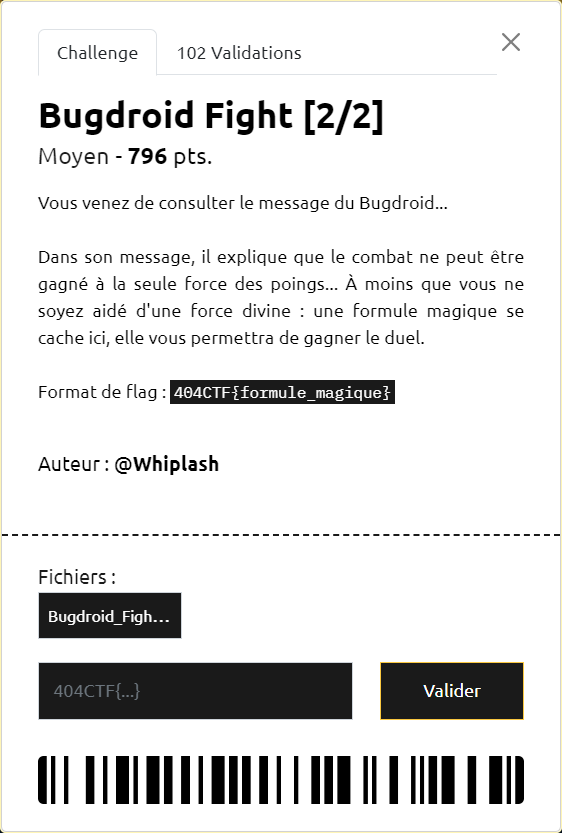 Challenge
102 Validations
Bugdroid Fight [2/2]
Moyen - 796 pts.
Vous venez de consulter le message du Bugdroid...
Dans son message, il explique que le combat ne peut être
gagné à la seule force des poings... À moins que vous ne
soyez aidé d'une force divine : une formule magique se
cache ici, elle vous permettra de gagner le duel.
Format de flag : 404CTF{formule_magique}
Auteur : @Whiplash
Fichiers :
Bugdroid_Figh...
404CTF{...}
Valider